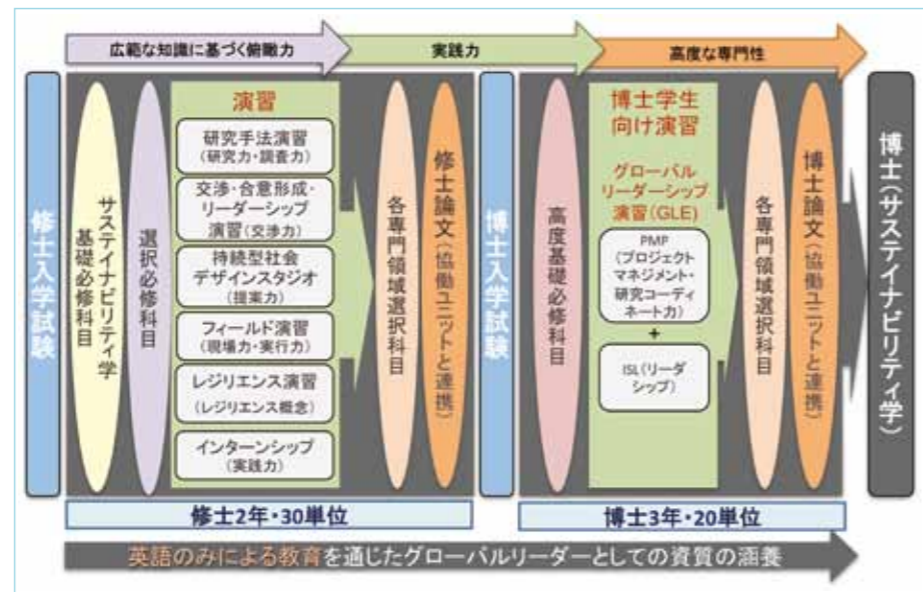 広範な知識に基づく俯瞰力
実践力
高度な専門性
修士入学試験
サステイナビリティ学
基礎必修科目
選択必修科目
演習
研究手法演習
(研究力・調査力)
交渉・合意形成・
リーダーシップ
演習(交渉力)
持続型社会
デザインスタジオ
(提案力)
フィールド演習
(現場力・実行力)
レジリエンス演習
(レジリエンス概念)
インターンシップ
(実践力)
各専門領域選択科目
修士論文(協働ユニットと連携)
博士入学試験
高度基礎必修科目
博士学生
向け演習
グローバル
リーダーシップ
演習(GLE)
PMP
(プロジェクト
マネジメント・
研究コーディ
ネート力)
+
ISL(リーダ
シップ)
各専門領域選択科目
博士論文(協働ユニットと連携)
博士(サステイナビリティ学)
修士2年・30単位
博士3年・20単位
英語のみによる教育を通じたグローバルリーダーとしての資質の涵養